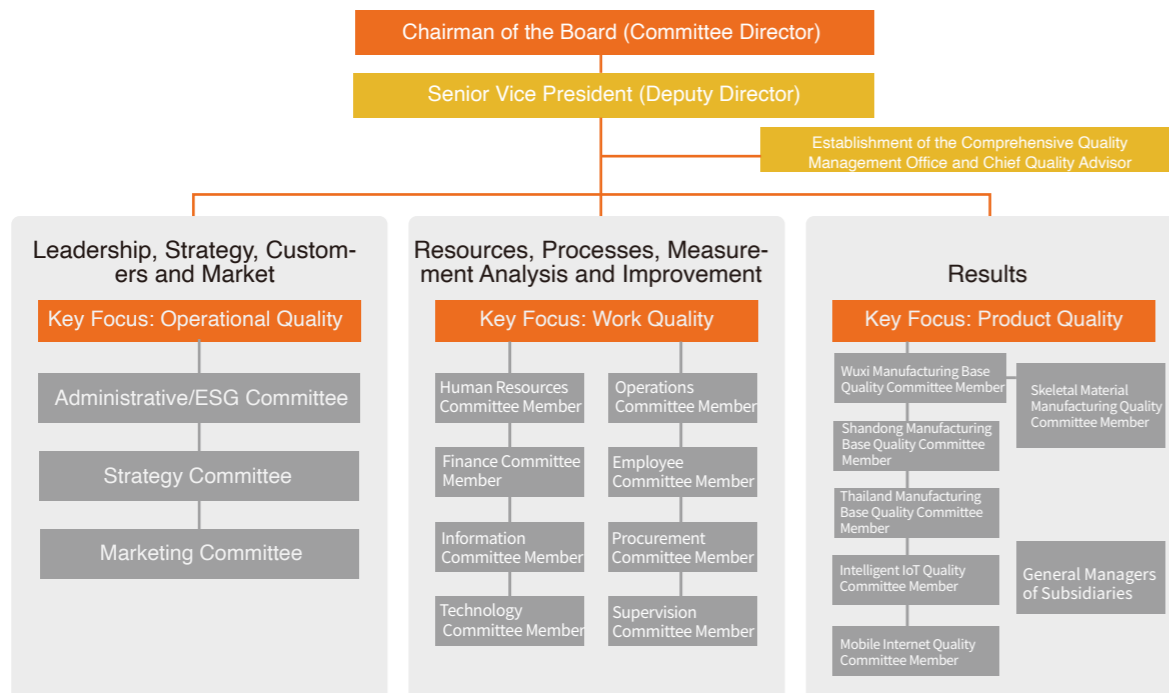 Chairman of the Board (Committee Director)
Senior Vice President (Deputy Director)
Establishment of the Comprehensive Quality
Management Office and Chief Quality Advisor
Leadership, Strategy, Custom-
ers and Market
Key Focus: Operational Quality
Administrative/ESG Committee
Strategy Committee
Marketing Committee
Resources, Processes, Measure-
ment Analysis and Improvement
Key Focus: Work Quality
Human Resources
Committee Member
Finance Committee
Member
Information
Committee Member
Technology
Committee Member
Operations
Committee Member
Employee
Committee Member
Procurement
Committee Member
Supervision
Committee Member
Results
Key Focus: Product Quality
Wuxi Manufacturing Base
Quality Committee Member
Shandong Manufacturing
Base Quality Committee
Member
Thailand Manufacturing
Base Quality Committee
Member
Intelligent IoT Quality
Committee Member
Mobile Internet Quality
Committee Member
Skeletal Material
Manufacturing Quality
Committee Member
General Managers
of Subsidiaries